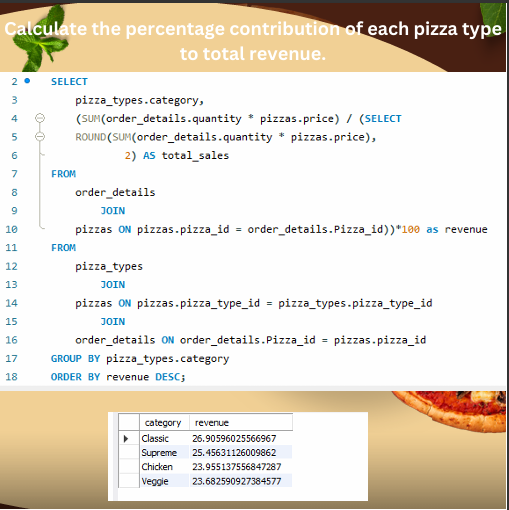 Calculate the percentage contribution of each pizza type
to total revenue.
2 SELECT
3 pizza_types.category,
4 (SUM(order_details.quantity * pizzas.price) / (SELECT
5 ROUND(SUM(order_details.quantity * pizzas.price),
6 2) AS total_sales
7 FROM
8 order_details
9 JOIN
10 pizzas ON pizzas.pizza_id = order_details.Pizza_id))*100 as revenue
11 FROM
12 pizza_types
13 JOIN
14 pizzas ON pizzas.pizza_type_id = pizza_types.pizza_type_id
15 JOIN
16 order_details ON order_details.Pizza_id = pizzas.pizza_id
17 GROUP BY pizza_types.category
18 ORDER BY revenue DESC;
category revenue
Classic 26.90596025566967
Supreme 25.45631126009862
Chicken 23.955137556847287
Veggie 23.682590927384577